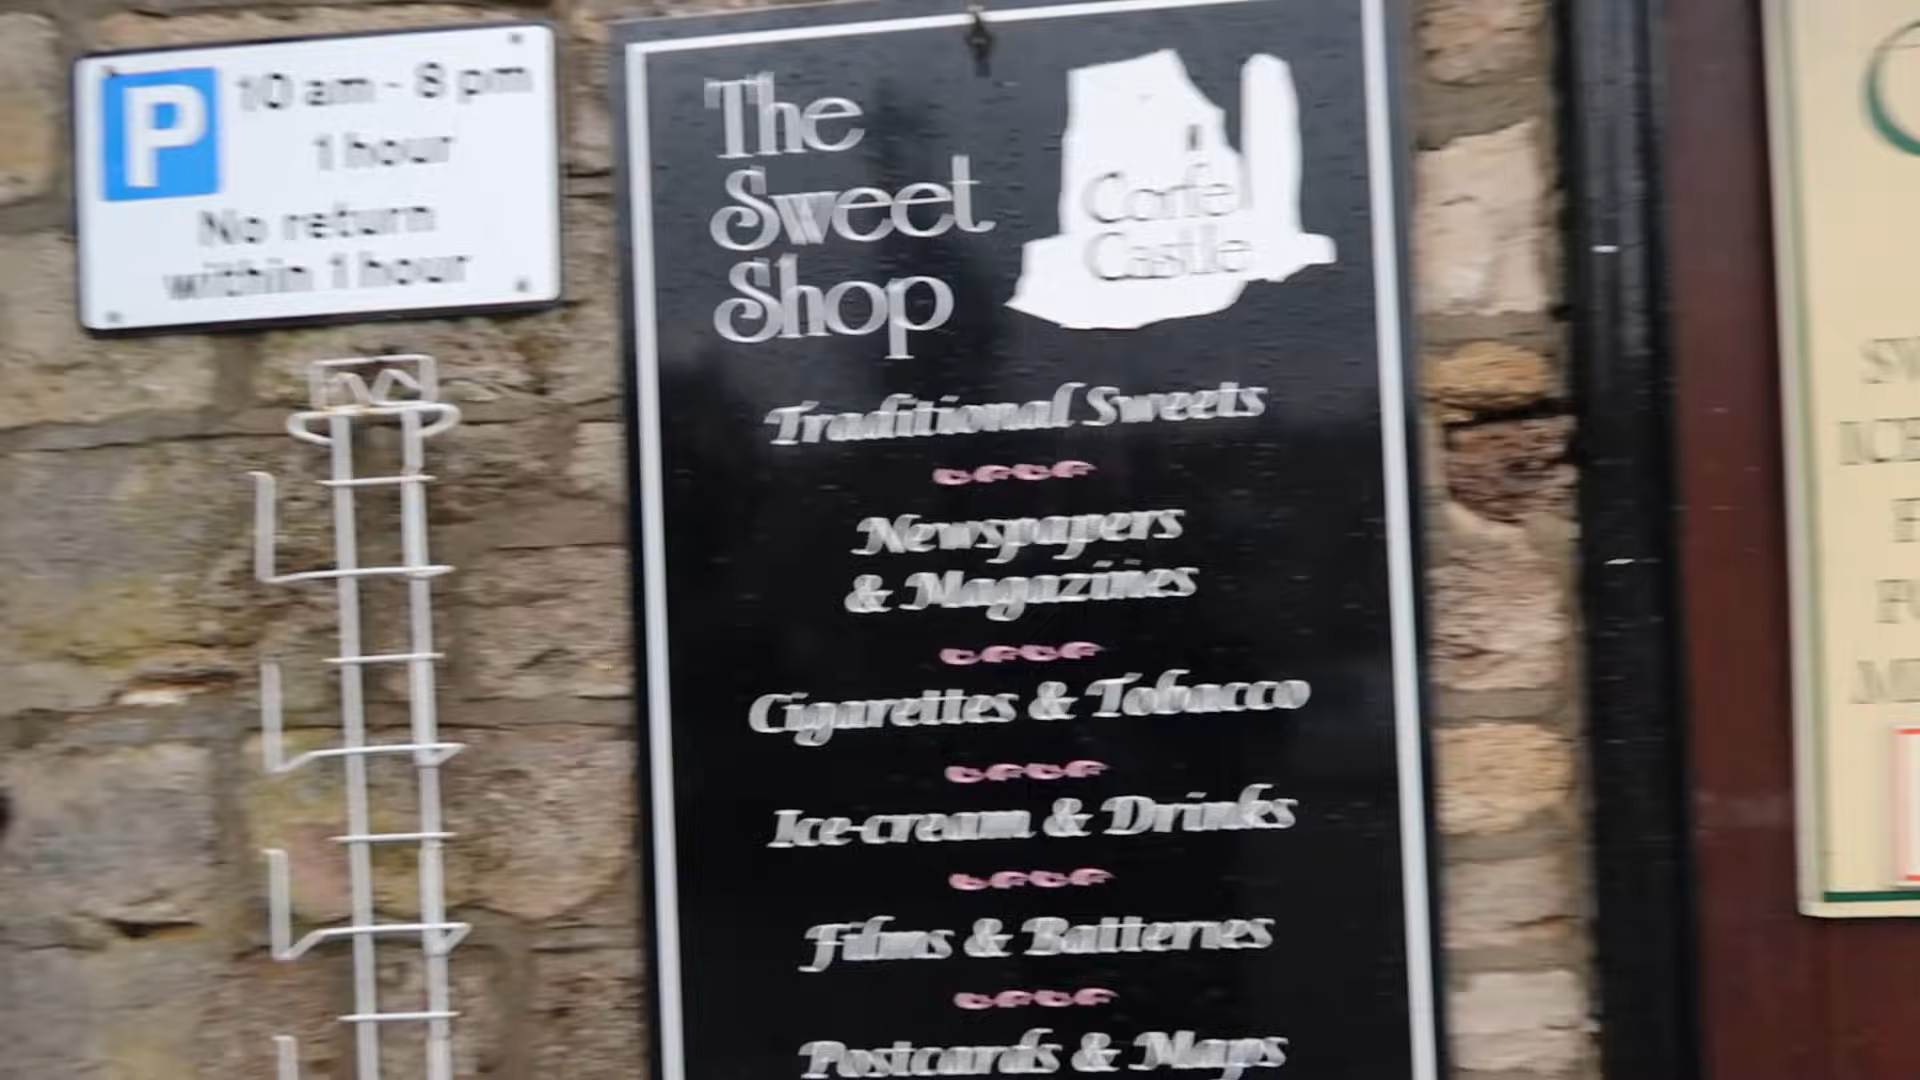 P
10 am - 8 pm
1 hour
No return
within 1 hour
The
Sweet
Shop
Corfe
Castle
Traditional Sweets
Newspapers
& Magazines
Cigarettes & Tobacco
Ice-cream & Drinks
Films & Batteries
Postcards & Maps